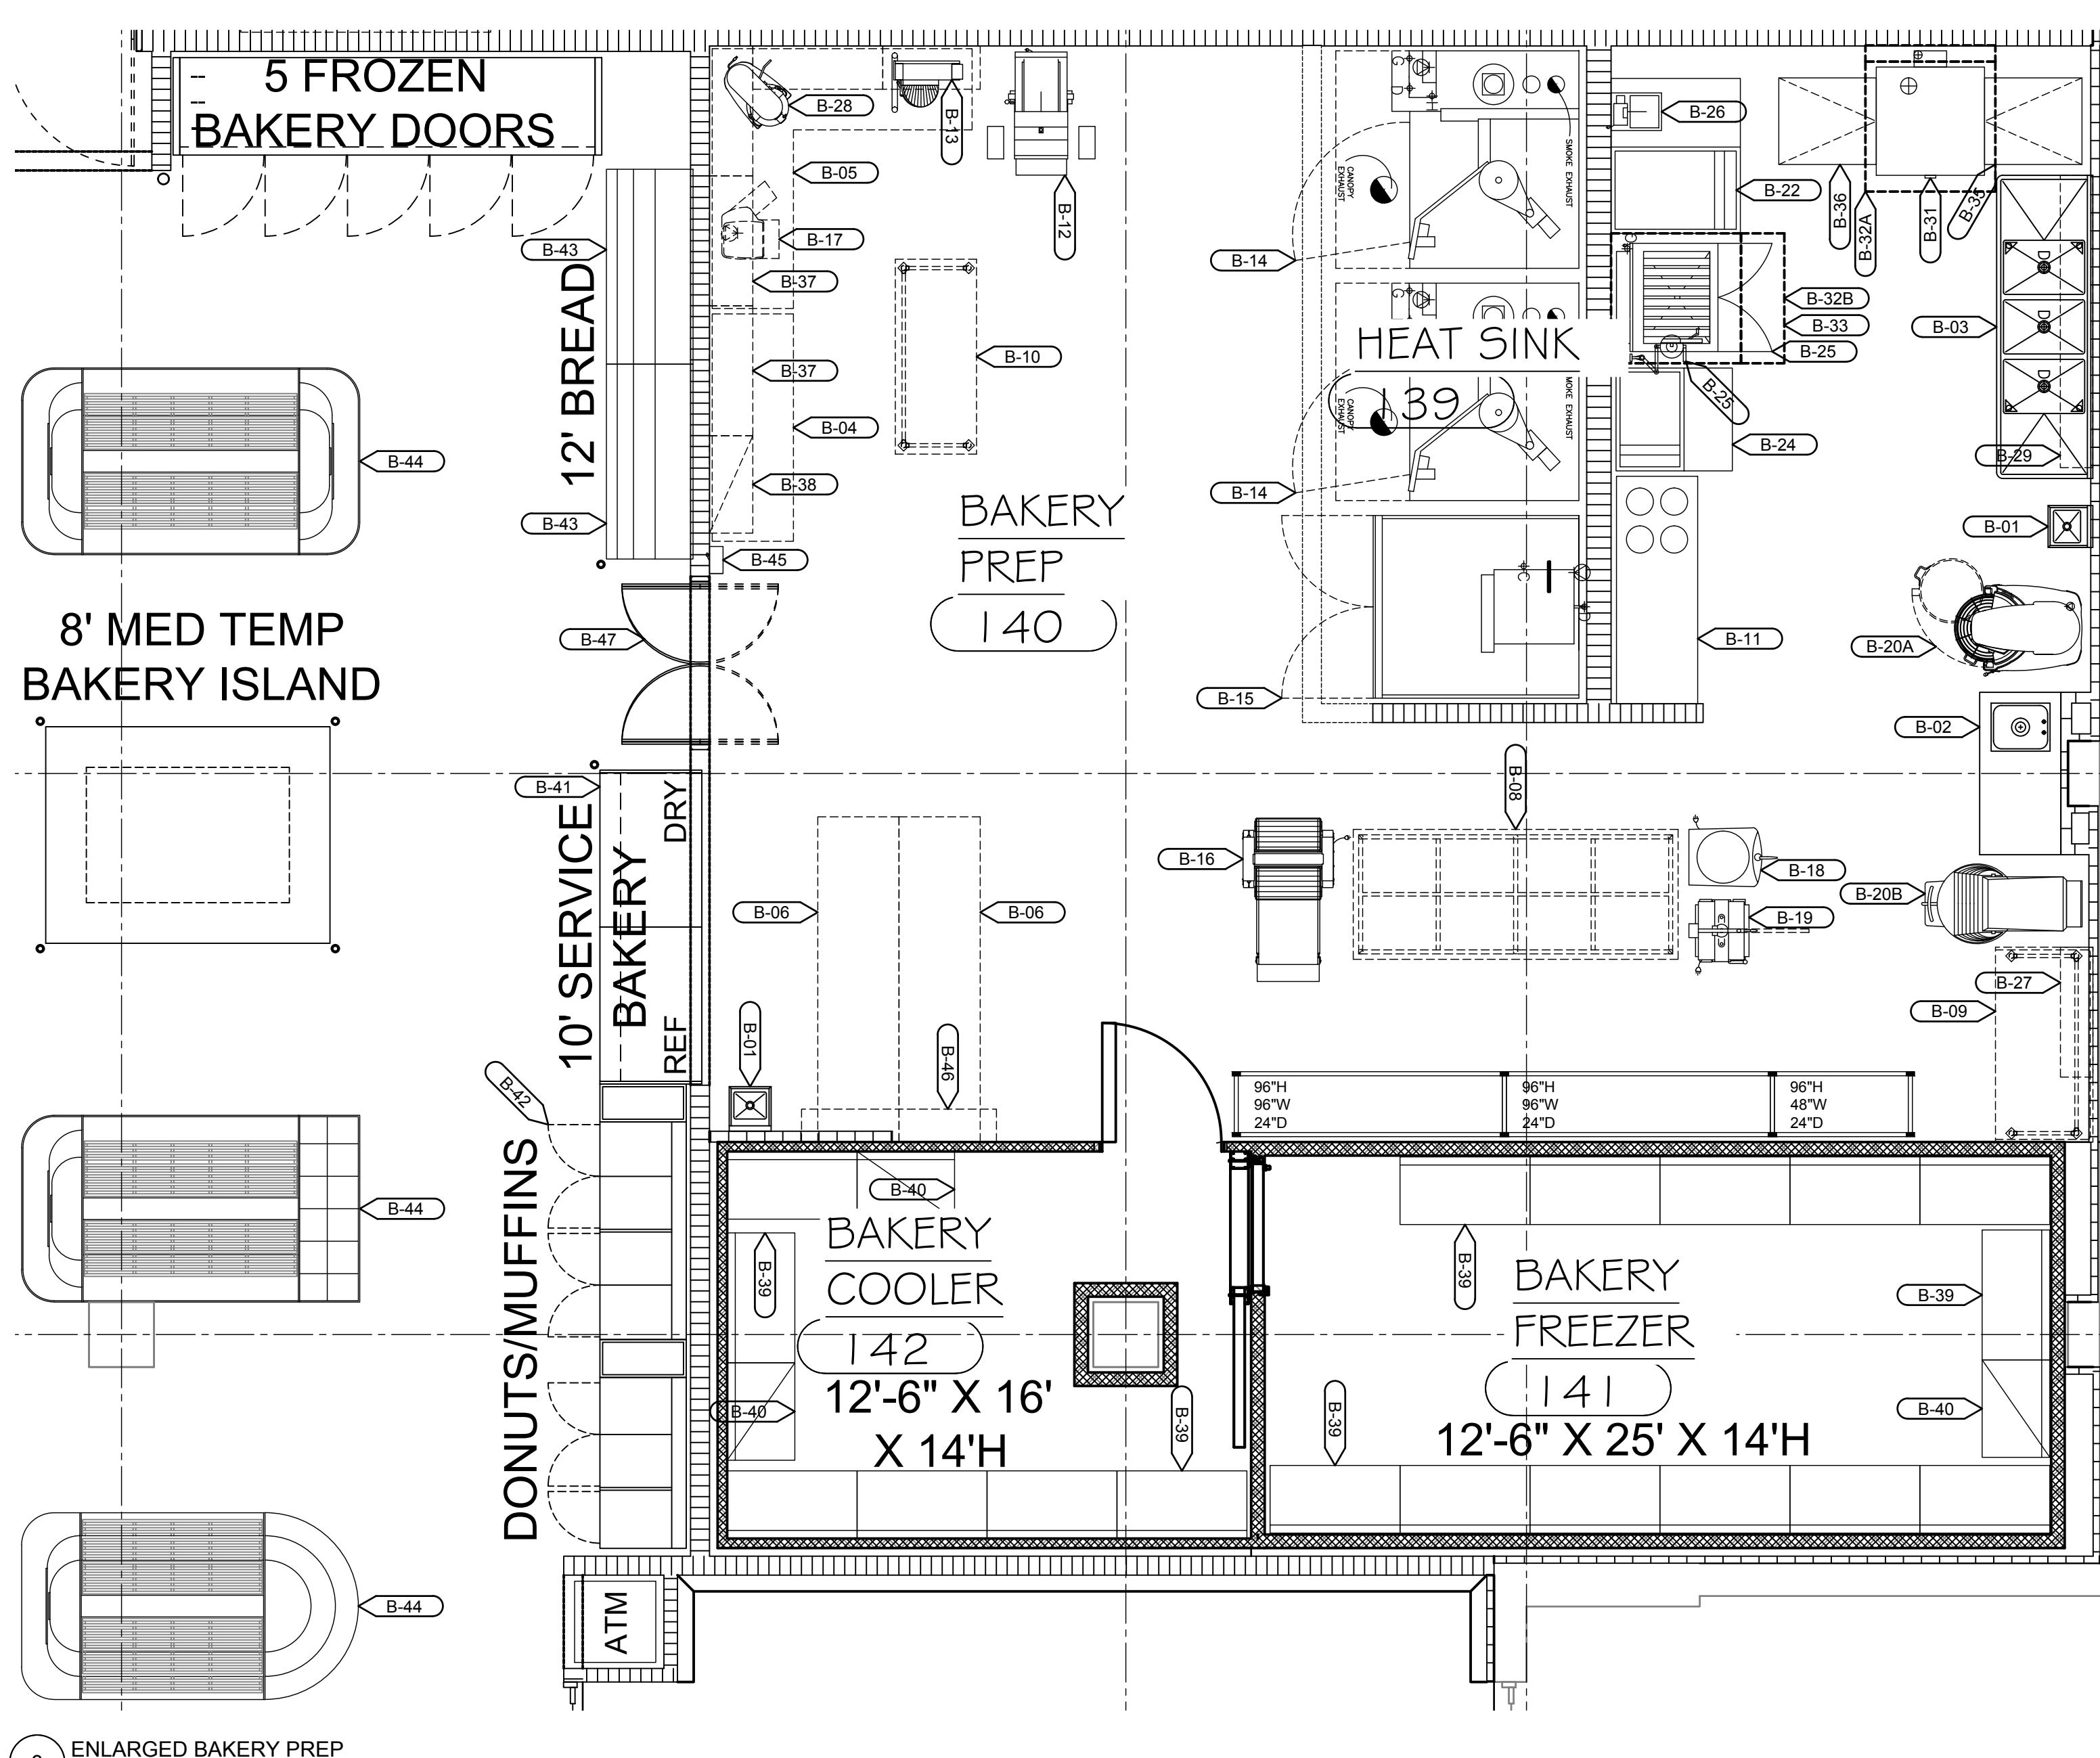 5 FROZEN
BAKERY DOORS
B-28
B-13
B-12
B-05
B-17
B-37
B-10
B-37
B-04
B-38
B-45
B-43
12' BREAD
B-43
B-47
B-44
8' MED TEMP
BAKERY ISLAND
BAKERY
PREP
140
CANOPY
EXHAUST
SMOKE EXHAUST
B-14
HEAT SINK
139
CANOPY
EXHAUST
MOKE EXHAUST
B-14
B-15
B-26
B-22
B-36
B-32A
B-31
B-35
B-32B
B-33
B-25
B-25
B-24
B-03
B-29
B-01
B-11
B-20A
B-02
B-08
B-16
B-18
B-19
B-20B
B-27
B-09
B-41
10' SERVICE
BAKERY
DRY
REF
B-06
B-06
B-01
B-46
B-42
96"H
96"W
24"D
96"H
96"W
24"D
96"H
48"W
24"D
DONUTS/MUFFINS
B-44
B-40
B-39
BAKERY
COOLER
142
12'-6" X 16'
X 14'H
B-40
B-39
B-39
BAKERY
FREEZER
141
12'-6" X 25' X 14'H
B-39
B-39
B-40
B-44
ATM
ENLARGED BAKERY PREP